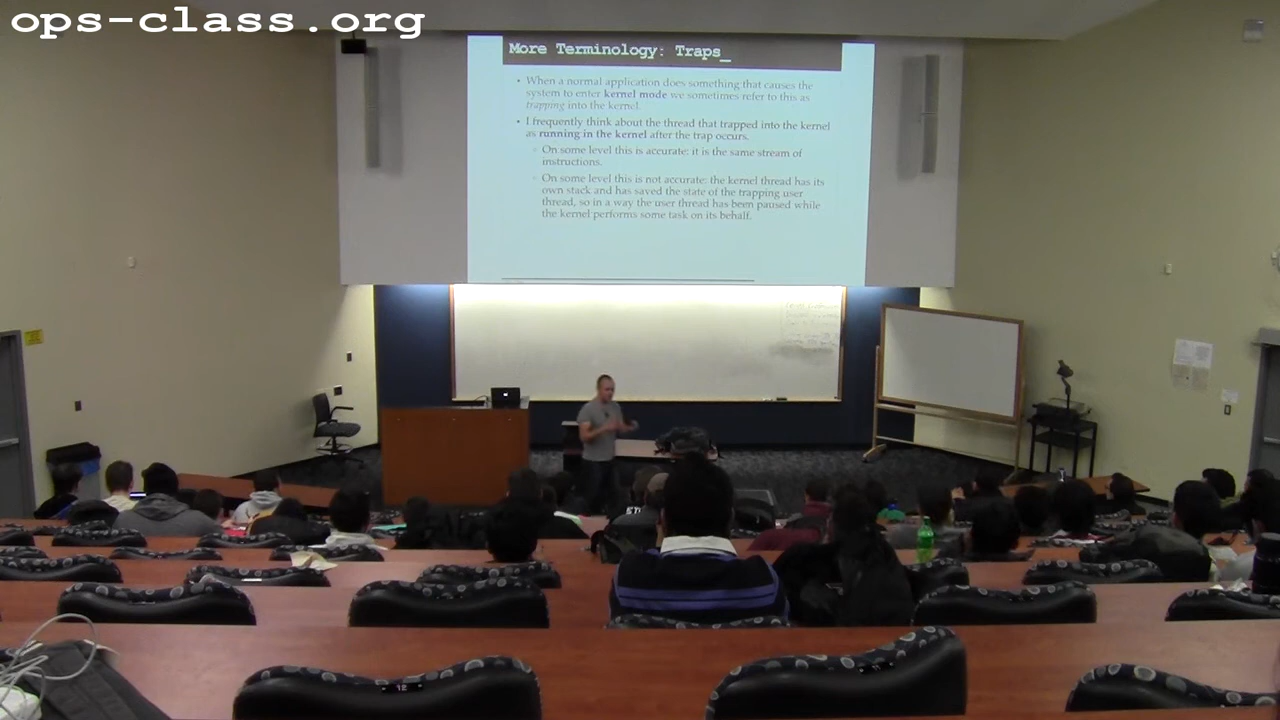 ops-class.org
More Terminology: Traps_
• When a normal application does something that causes the
system to enter kernel mode we sometimes refer to this as
trapping into the kernel.
• I frequently think about the thread that trapped into the kernel
as running in the kernel after the trap occurs.
◦ On some level this is accurate: it is the same stream of
instructions.
◦ On some level this is not accurate: the kernel thread has its
own stack and has saved the state of the trapping user
thread, so in a way the user thread has been paused while
the kernel performs some task on its behalf.
12